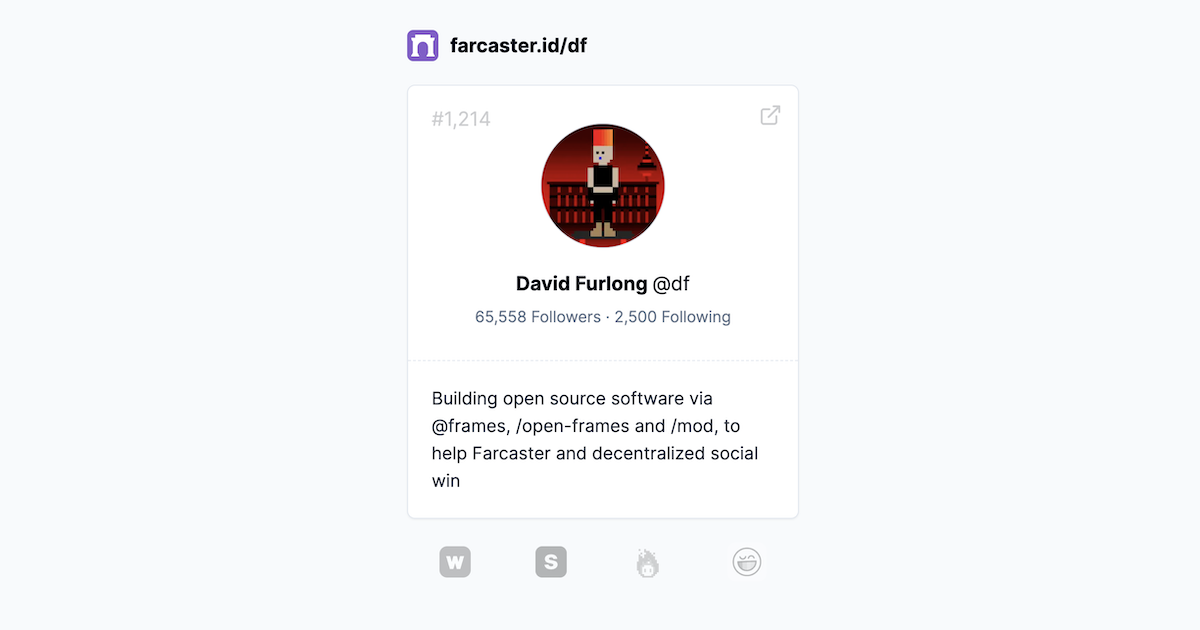 farcaster.id/df
#1,214
David Furlong @df
65,558 Followers · 2,500 Following
Building open source software via
@frames, /open-frames and /mod, to
help Farcaster and decentralized social
win
W S